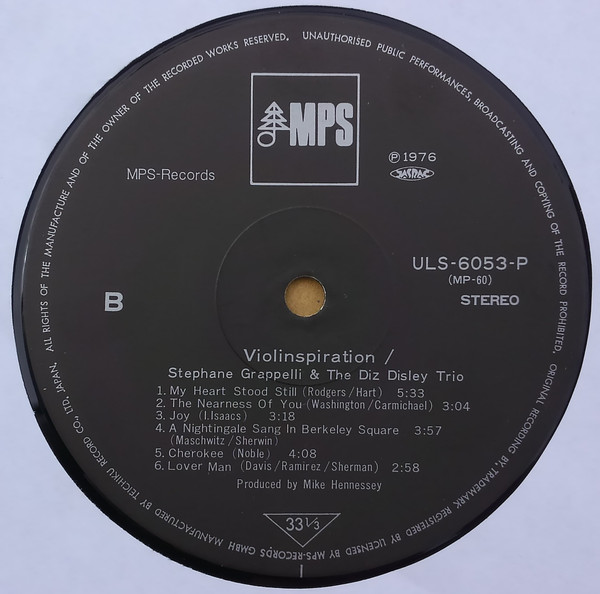 ALL RIGHTS OF THE MANUFACTURE AND OF THE OWNER OF THE RECORDED WORKS RESERVED. UNAUTHORISED PUBLIC PERFORMANCES, BROADCASTING AND COPYING OF THE RECORD PROHIBITED. ORIGINAL RECORDING BY, TRADEMARK REGISTERED BY, LICENSED BY MPS-RECORDS GMBH MANUFACTURED BY TEICHIKU RECORD CO., LTD, JAPAN.
MPS
℗ 1976
JASRAC
MPS-Records
ULS-6053-P
(MP-60)
B
STEREO
Violinspiration /
Stephane Grappelli & The Diz Disley Trio
1. My Heart Stood Still (Rodgers/Hart) 5:33
2. The Nearness Of You (Washington/Carmichael) 3:04
3. Joy (I.Isaacs) 3:18
4. A Nightingale Sang In Berkeley Square 3:57
(Maschwitz/Sherwin)
5. Cherokee (Noble) 4:08
6. Lover Man (Davis/Ramirez/Sherman) 2:58
Produced by Mike Hennessey
33⅓